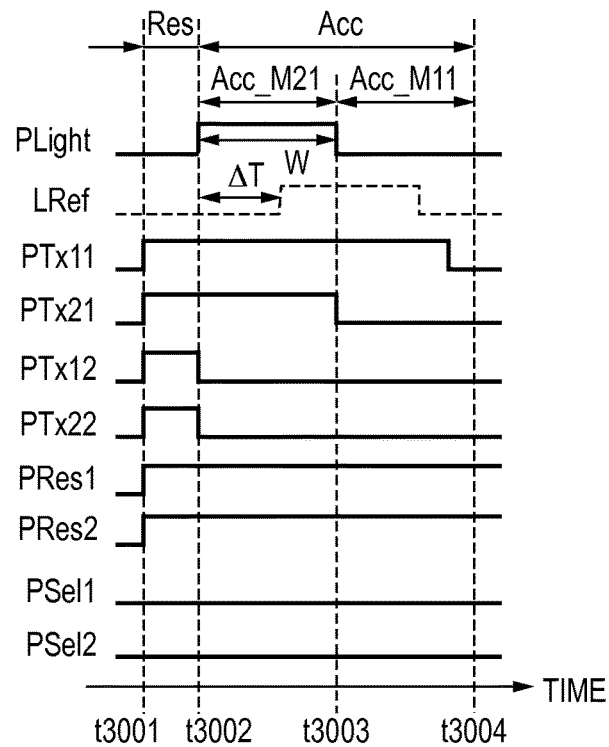 Res Acc
Acc_M21 Acc_M11
PLight
W
ΔT
LRef
PTx11
PTx21
PTx12
PTx22
PRes1
PRes2
PSel1
PSel2
TIME
t3001 t3002 t3003 t3004